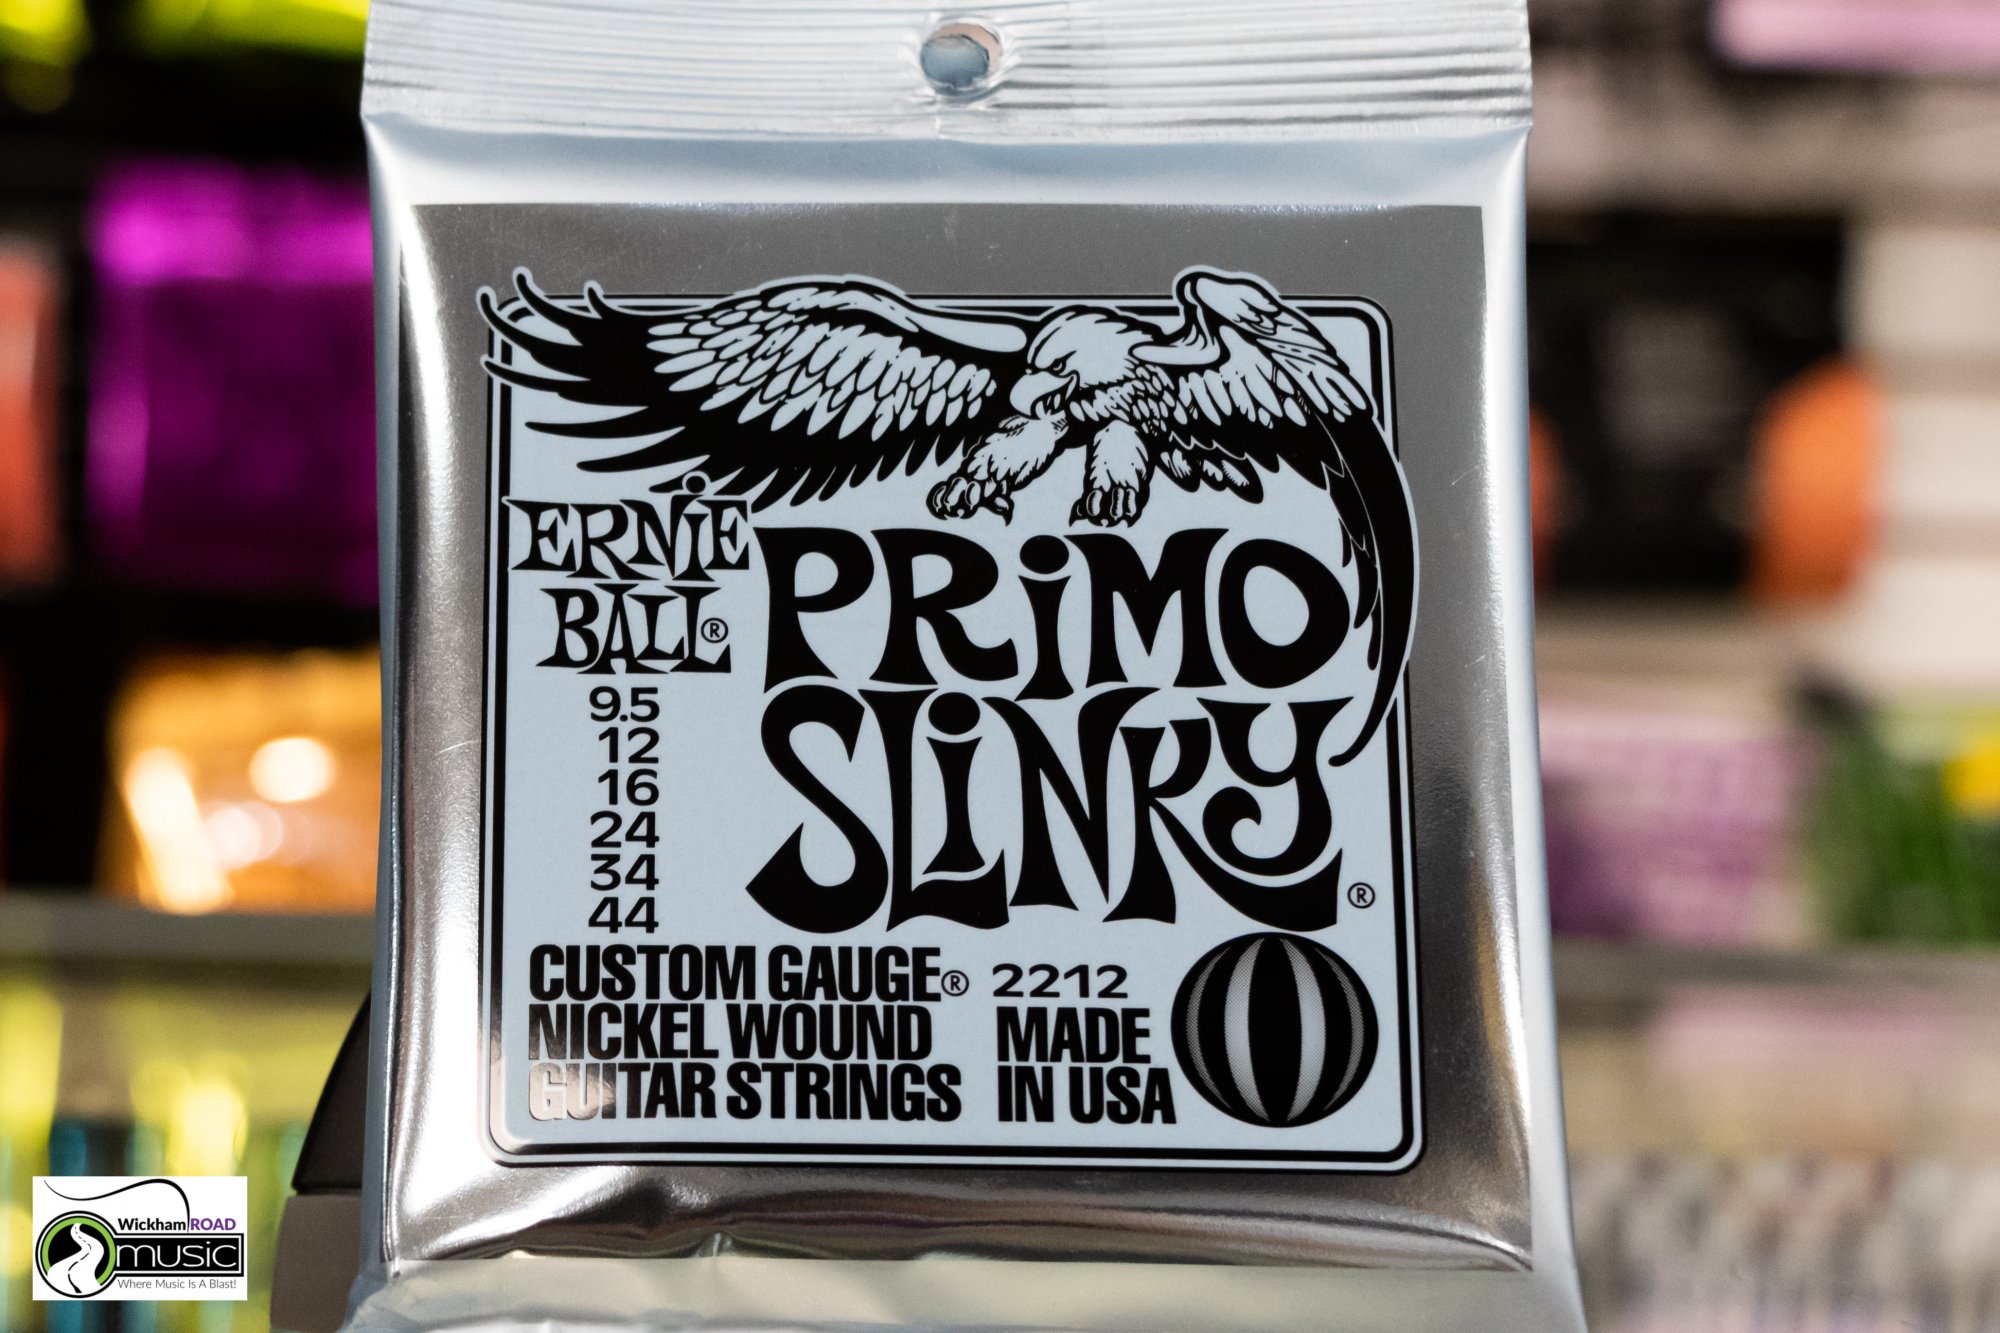 ERNiE
BALL®
PRiMO
SLiNKY®
9.5
12
16
24
34
44
CUSTOM GAUGE®
NICKEL WOUND
GUITAR STRINGS
2212
MADE
IN USA
Wickham ROAD
music
Where Music Is A Blast!